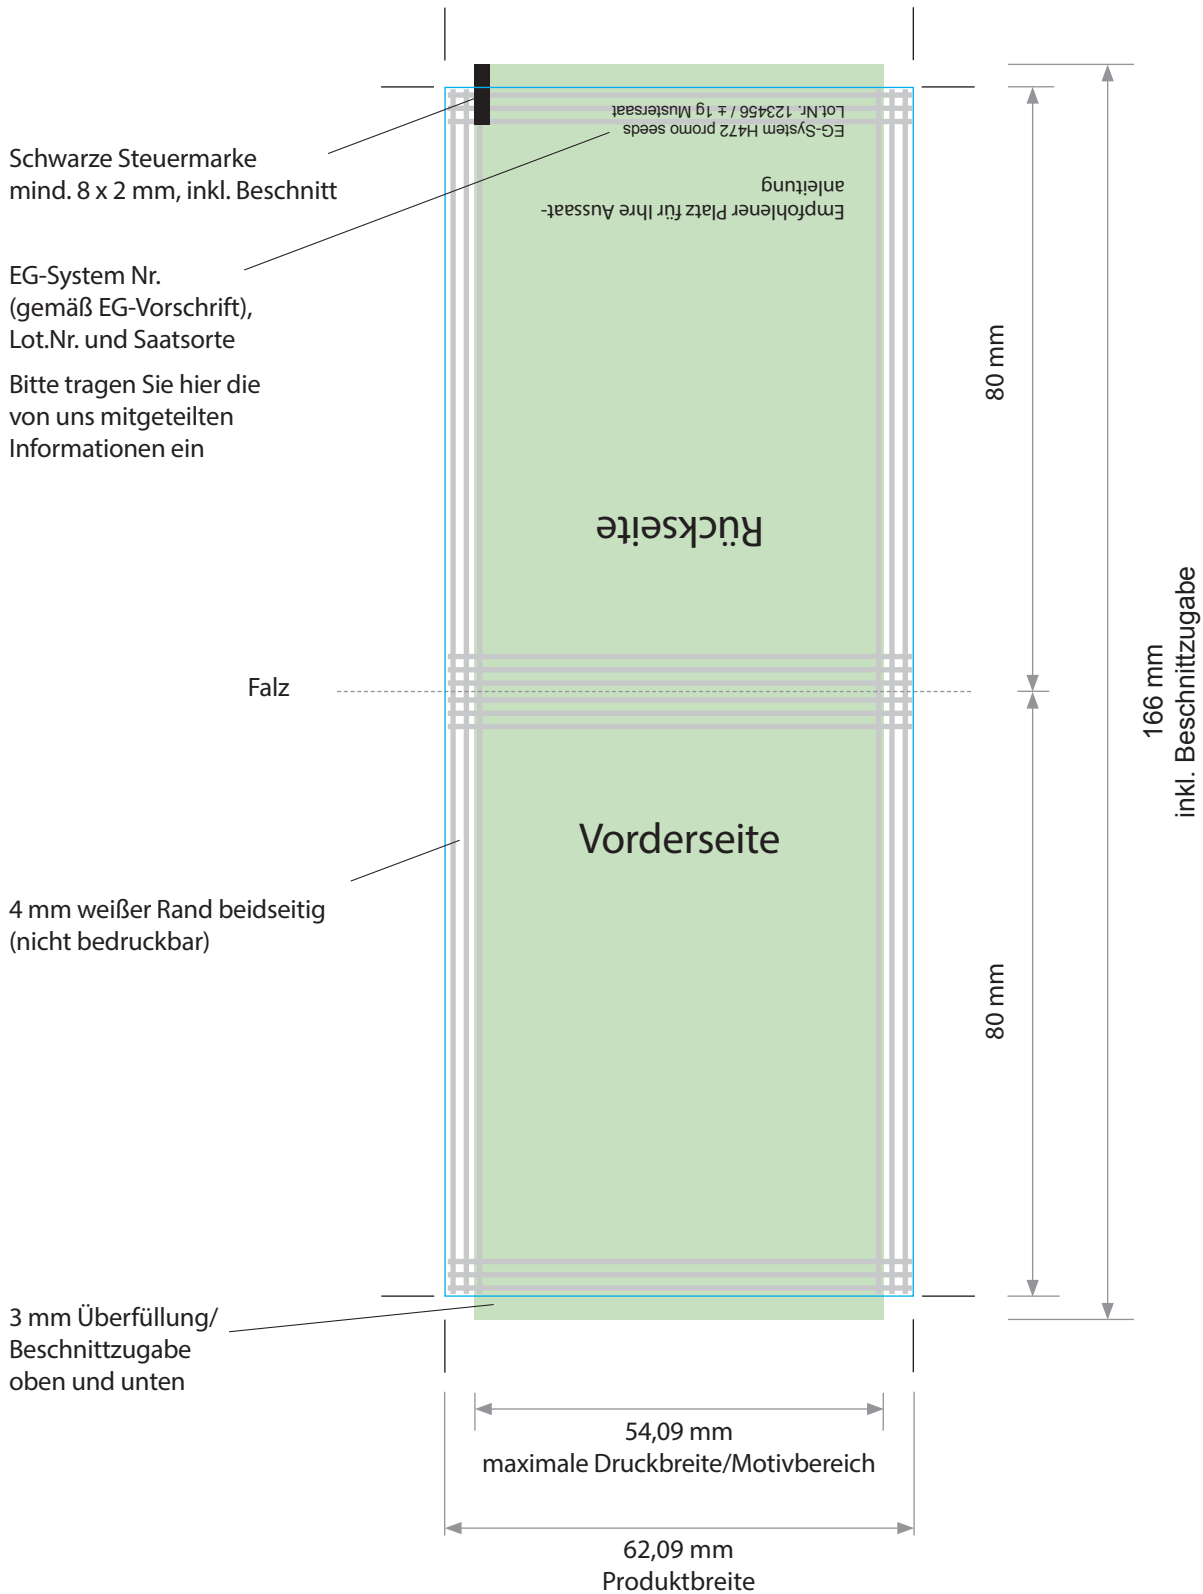 Schwarze Steuermarke
mind. 8 x 2 mm, inkl. Beschnitt
EG-System Nr.
(gemäß EG-Vorschrift),
Lot.Nr. und Saatsorte
Bitte tragen Sie hier die
von uns mitgeteilten
Informationen ein
Empfohlener Platz für Ihre Aussaat-
anleitung
EG-System H472 promo seeds
Lot.Nr. 123456 / ± 1g Mustersaat
Rückseite
Falz
Vorderseite
4 mm weißer Rand beidseitig
(nicht bedruckbar)
3 mm Überfüllung/
Beschnittzugabe
oben und unten
80 mm
80 mm
166 mm
inkl. Beschnittzugabe
54,09 mm
maximale Druckbreite/Motivbereich
62,09 mm
Produktbreite